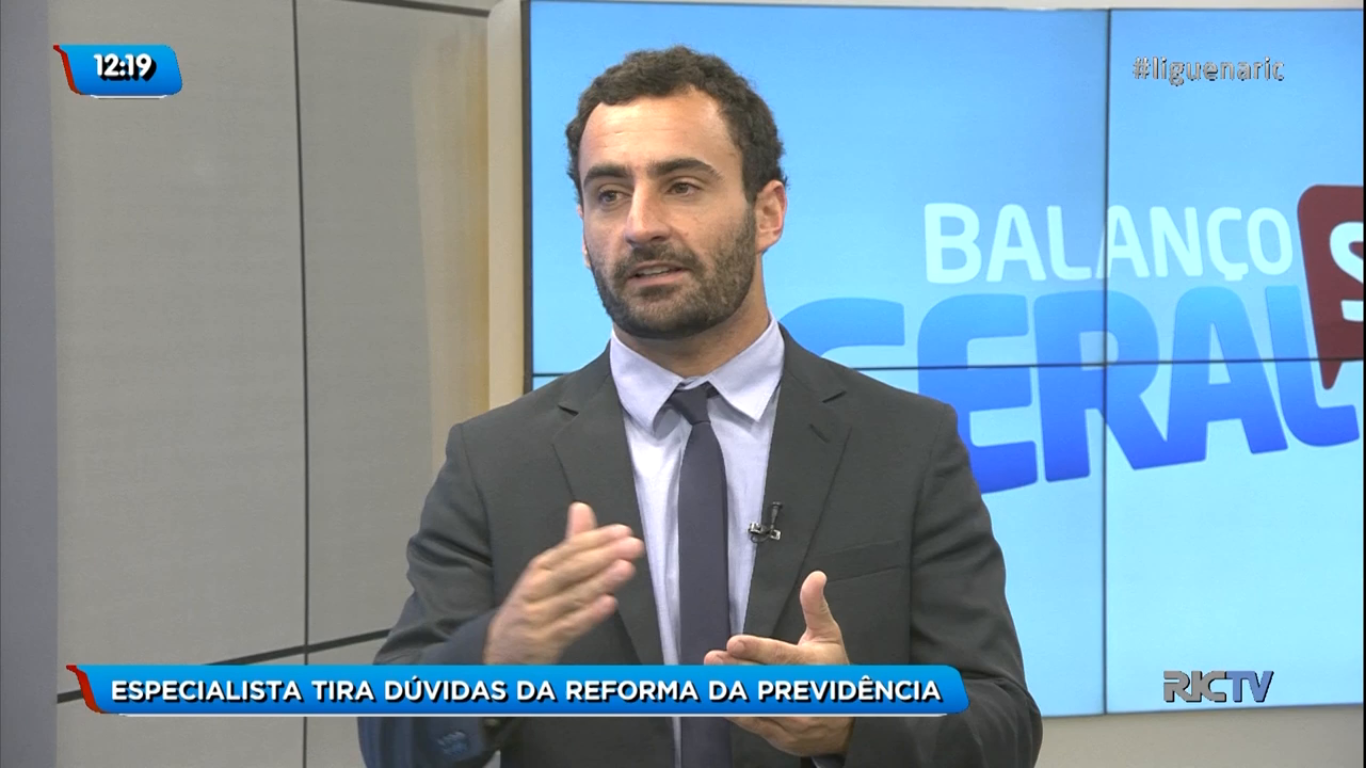 12:19
#liguenaric
BALANÇO
GERAL
S
ESPECIALISTA TIRA DÚVIDAS DA REFORMA DA PREVIDÊNCIA
RICTV